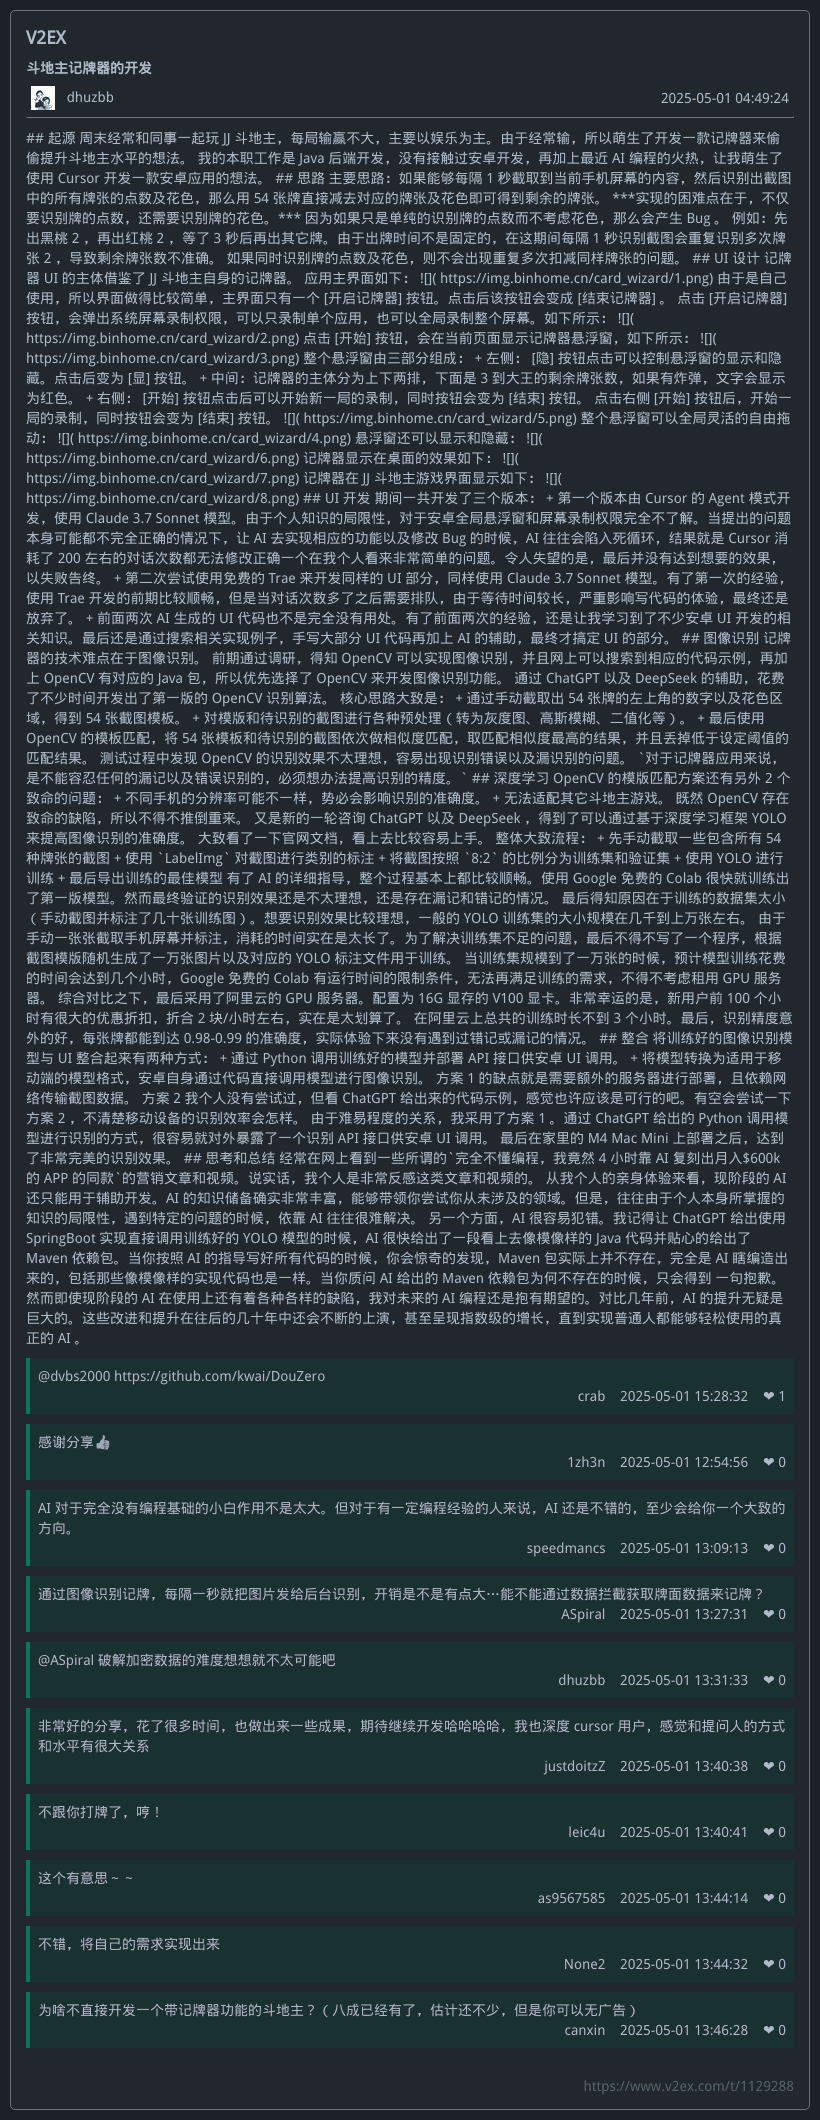 V2EX
斗地主记牌器的开发
dhuzbb 2025-05-01 04:49:24
## 起源 周末经常和同事一起玩 JJ 斗地主，每局输赢不大，主要以娱乐为主。由于经常输，所以萌生了开发一款记牌器来偷
偷提升斗地主水平的想法。 我的本职工作是 Java 后端开发，没有接触过安卓开发，再加上最近 AI 编程的火热，让我萌生了
使用 Cursor 开发一款安卓应用的想法。 ## 思路 主要思路：如果能够每隔 1 秒截取到当前手机屏幕的内容，然后识别出截图
中的所有牌张的点数及花色，那么用 54 张牌直接减去对应的牌张及花色即可得到剩余的牌张。 ***实现的困难点在于，不仅
要识别牌的点数，还需要识别牌的花色。*** 因为如果只是单纯的识别牌的点数而不考虑花色，那么会产生 Bug 。 例如：先
出黑桃 2 ，再出红桃 2 ，等了 3 秒后再出其它牌。由于出牌时间不是固定的，在这期间每隔 1 秒识别截图会重复识别多次牌
张 2 ，导致剩余牌张数不准确。 如果同时识别牌的点数及花色，则不会出现重复多次扣减同样牌张的问题。 ## UI 设计 记牌
器 UI 的主体借鉴了 JJ 斗地主自身的记牌器。 应用主界面如下： ![]( https://img.binhome.cn/card_wizard/1.png) 由于是自己
使用，所以界面做得比较简单，主界面只有一个 [开启记牌器] 按钮。点击后该按钮会变成 [结束记牌器] 。 点击 [开启记牌器]
按钮，会弹出系统屏幕录制权限，可以只录制单个应用，也可以全局录制整个屏幕。如下所示： ![](
https://img.binhome.cn/card_wizard/2.png) 点击 [开始] 按钮，会在当前页面显示记牌器悬浮窗，如下所示： ![](
https://img.binhome.cn/card_wizard/3.png) 整个悬浮窗由三部分组成： + 左侧：[隐] 按钮点击可以控制悬浮窗的显示和隐
藏。点击后变为 [显] 按钮。 + 中间：记牌器的主体分为上下两排，下面是 3 到大王的剩余牌张数，如果有炸弹，文字会显示
为红色。 + 右侧：[开始] 按钮点击后可以开始新一局的录制，同时按钮会变为 [结束] 按钮。 点击右侧 [开始] 按钮后，开始一
局的录制，同时按钮会变为 [结束] 按钮。 ![]( https://img.binhome.cn/card_wizard/5.png) 整个悬浮窗可以全局灵活的自由拖
动： ![]( https://img.binhome.cn/card_wizard/4.png) 悬浮窗还可以显示和隐藏： ![](
https://img.binhome.cn/card_wizard/6.png) 记牌器显示在桌面的效果如下： ![](
https://img.binhome.cn/card_wizard/7.png) 记牌器在 JJ 斗地主游戏界面显示如下： ![](
https://img.binhome.cn/card_wizard/8.png) ## UI 开发 期间一共开发了三个版本： + 第一个版本由 Cursor 的 Agent 模式开
发，使用 Claude 3.7 Sonnet 模型。由于个人知识的局限性，对于安卓全局悬浮窗和屏幕录制权限完全不了解。当提出的问题
本身可能都不完全正确的情况下，让 AI 去实现相应的功能以及修改 Bug 的时候，AI 往往会陷入死循环，结果就是 Cursor 消
耗了 200 左右的对话次数都无法修改正确一个在我个人看来非常简单的问题。令人失望的是，最后并没有达到想要的效果，
以失败告终。 + 第二次尝试使用免费的 Trae 来开发同样的 UI 部分，同样使用 Claude 3.7 Sonnet 模型。有了第一次的经验，
使用 Trae 开发的前期比较顺畅，但是当对话次数多了之后需要排队，由于等待时间较长，严重影响写代码的体验，最终还是
放弃了。 + 前面两次 AI 生成的 UI 代码也不是完全没有用处。有了前面两次的经验，还是让我学习到了不少安卓 UI 开发的相
关知识。最后还是通过搜索相关实现例子，手写大部分 UI 代码再加上 AI 的辅助，最终才搞定 UI 的部分。 ## 图像识别 记牌
器的技术难点在于图像识别。 前期通过调研，得知 OpenCV 可以实现图像识别，并且网上可以搜索到相应的代码示例，再加
上 OpenCV 有对应的 Java 包，所以优先选择了 OpenCV 来开发图像识别功能。 通过 ChatGPT 以及 DeepSeek 的辅助，花费
了不少时间开发出了第一版的 OpenCV 识别算法。 核心思路大致是： + 通过手动截取出 54 张牌的左上角的数字以及花色区
域，得到 54 张截图模板。 + 对模版和待识别的截图进行各种预处理（ 转为灰度图、高斯模糊、二值化等 ）。 + 最后使用
OpenCV 的模板匹配，将 54 张模板和待识别的截图依次做相似度匹配，取匹配相似度最高的结果，并且丢掉低于设定阈值的
匹配结果。 测试过程中发现 OpenCV 的识别效果不太理想，容易出现识别错误以及漏识别的问题。 `对于记牌器应用来说，
是不能容忍任何的漏记以及错误识别的，必须想办法提高识别的精度。` ## 深度学习 OpenCV 的模版匹配方案还有另外 2 个
致命的问题： + 不同手机的分辨率可能不一样，势必会影响识别的准确度。 + 无法适配其它斗地主游戏。 既然 OpenCV 存在
致命的缺陷，所以不得不推倒重来。 又是新的一轮咨询 ChatGPT 以及 DeepSeek ，得到了可以通过基于深度学习框架 YOLO
来提高图像识别的准确度。 大致看了一下官网文档，看上去比较容易上手。 整体大致流程： + 先手动截取一些包含所有 54
种牌张的截图 + 使用 `LabelImg` 对截图进行类别的标注 + 将截图按照 `8:2` 的比例分为训练集和验证集 + 使用 YOLO 进行
训练 + 最后导出训练的最佳模型 有了 AI 的详细指导，整个过程基本上都比较顺畅。使用 Google 免费的 Colab 很快就训练出
了第一版模型。然而最终验证的识别效果还是不太理想，还是存在漏记和错记的情况。 最后得知原因在于训练的数据集太小
（ 手动截图并标注了几十张训练图 ）。想要识别效果比较理想，一般的 YOLO 训练集的大小规模在几千到上万张左右。 由于
手动一张张截取手机屏幕并标注，消耗的时间实在是太长了。为了解决训练集不足的问题，最后不得不写了一个程序，根据
截图模版随机生成了一万张图片以及对应的 YOLO 标注文件用于训练。 当训练集规模到了一万张的时候，预计模型训练花费
的时间会达到几个小时，Google 免费的 Colab 有运行时间的限制条件，无法再满足训练的需求，不得不考虑租用 GPU 服务
器。 综合对比之下，最后采用了阿里云的 GPU 服务器。配置为 16G 显存的 V100 显卡。非常幸运的是，新用户前 100 个小
时有很大的优惠折扣，折合 2 块/小时左右，实在是太划算了。 在阿里云上总共的训练时长不到 3 个小时。最后，识别精度意
外的好，每张牌都能到达 0.98-0.99 的准确度，实际体验下来没有遇到过错记或漏记的情况。 ## 整合 将训练好的图像识别模
型与 UI 整合起来有两种方式： + 通过 Python 调用训练好的模型并部署 API 接口供安卓 UI 调用。 + 将模型转换为适用于移
动端的模型格式，安卓自身通过代码直接调用模型进行图像识别。 方案 1 的缺点就是需要额外的服务器进行部署，且依赖网
络传输截图数据。 方案 2 我个人没有尝试过，但看 ChatGPT 给出来的代码示例，感觉也许应该是可行的吧。有空会尝试一下
方案 2 ，不清楚移动设备的识别效率会怎样。 由于难易程度的关系，我采用了方案 1 。通过 ChatGPT 给出的 Python 调用模
型进行识别的方式，很容易就对外暴露了一个识别 API 接口供安卓 UI 调用。 最后在家里的 M4 Mac Mini 上部署之后，达到
了非常完美的识别效果。 ## 思考和总结 经常在网上看到一些所谓的`完全不懂编程，我竟然 4 小时靠 AI 复刻出月入$600k
的 APP 的同款`的营销文章和视频。说实话，我个人是非常反感这类文章和视频的。 从我个人的亲身体验来看，现阶段的 AI
还只能用于辅助开发。AI 的知识储备确实非常丰富，能够带领你尝试你从未涉及的领域。但是，往往由于个人本身所掌握的
知识的局限性，遇到特定的问题的时候，依靠 AI 往往很难解决。 另一个方面，AI 很容易犯错。我记得让 ChatGPT 给出使用
SpringBoot 实现直接调用训练好的 YOLO 模型的时候，AI 很快给出了一段看上去像模像样的 Java 代码并贴心的给出了
Maven 依赖包。当你按照 AI 的指导写好所有代码的时候，你会惊奇的发现，Maven 包实际上并不存在，完全是 AI 瞎编造出
来的，包括那些像模像样的实现代码也是一样。当你质问 AI 给出的 Maven 依赖包为何不存在的时候，只会得到 一句抱歉。
然而即使现阶段的 AI 在使用上还有着各种各样的缺陷，我对未来的 AI 编程还是抱有期望的。对比几年前，AI 的提升无疑是
巨大的。这些改进和提升在往后的几十年中还会不断的上演，甚至呈现指数级的增长，直到实现普通人都能够轻松使用的真
正的 AI 。
@dvbs2000 https://github.com/kwai/DouZero
crab 2025-05-01 15:28:32 ❤ 1
感谢分享👍
1zh3n 2025-05-01 12:54:56 ❤ 0
AI 对于完全没有编程基础的小白作用不是太大。但对于有一定编程经验的人来说，AI 还是不错的，至少会给你一个大致的
方向。
speedmancs 2025-05-01 13:09:13 ❤ 0
通过图像识别记牌，每隔一秒就把图片发给后台识别，开销是不是有点大…能不能通过数据拦截获取牌面数据来记牌？
ASpiral 2025-05-01 13:27:31 ❤ 0
@ASpiral 破解加密数据的难度想想就不太可能吧
dhuzbb 2025-05-01 13:31:33 ❤ 0
非常好的分享，花了很多时间，也做出来一些成果，期待继续开发哈哈哈哈，我也深度 cursor 用户，感觉和提问人的方式
和水平有很大关系
justdoitzZ 2025-05-01 13:40:38 ❤ 0
不跟你打牌了，哼！
leic4u 2025-05-01 13:40:41 ❤ 0
这个有意思 ~ ~
as9567585 2025-05-01 13:44:14 ❤ 0
不错，将自己的需求实现出来
None2 2025-05-01 13:44:32 ❤ 0
为啥不直接开发一个带记牌器功能的斗地主？（ 八成已经有了，估计还不少，但是你可以无广告 ）
canxin 2025-05-01 13:46:28 ❤ 0
https://www.v2ex.com/t/1129288